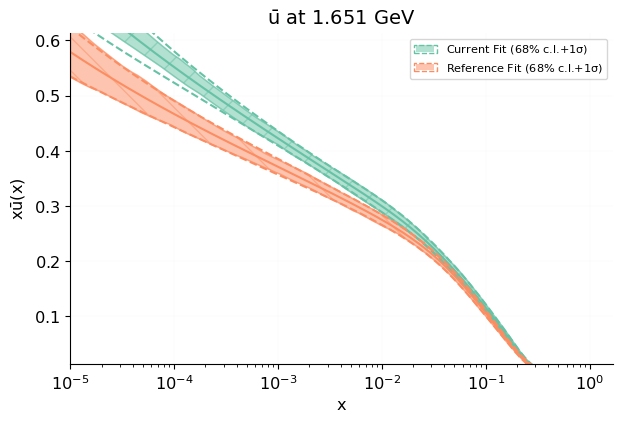 ū at 1.651 GeV
Current Fit (68% c.l.+1σ)
Reference Fit (68% c.l.+1σ)
0.6
0.5
0.4
0.3
0.2
0.1
xū(x)
10⁻⁵ 10⁻⁴ 10⁻³ 10⁻² 10⁻¹ 10⁰
x